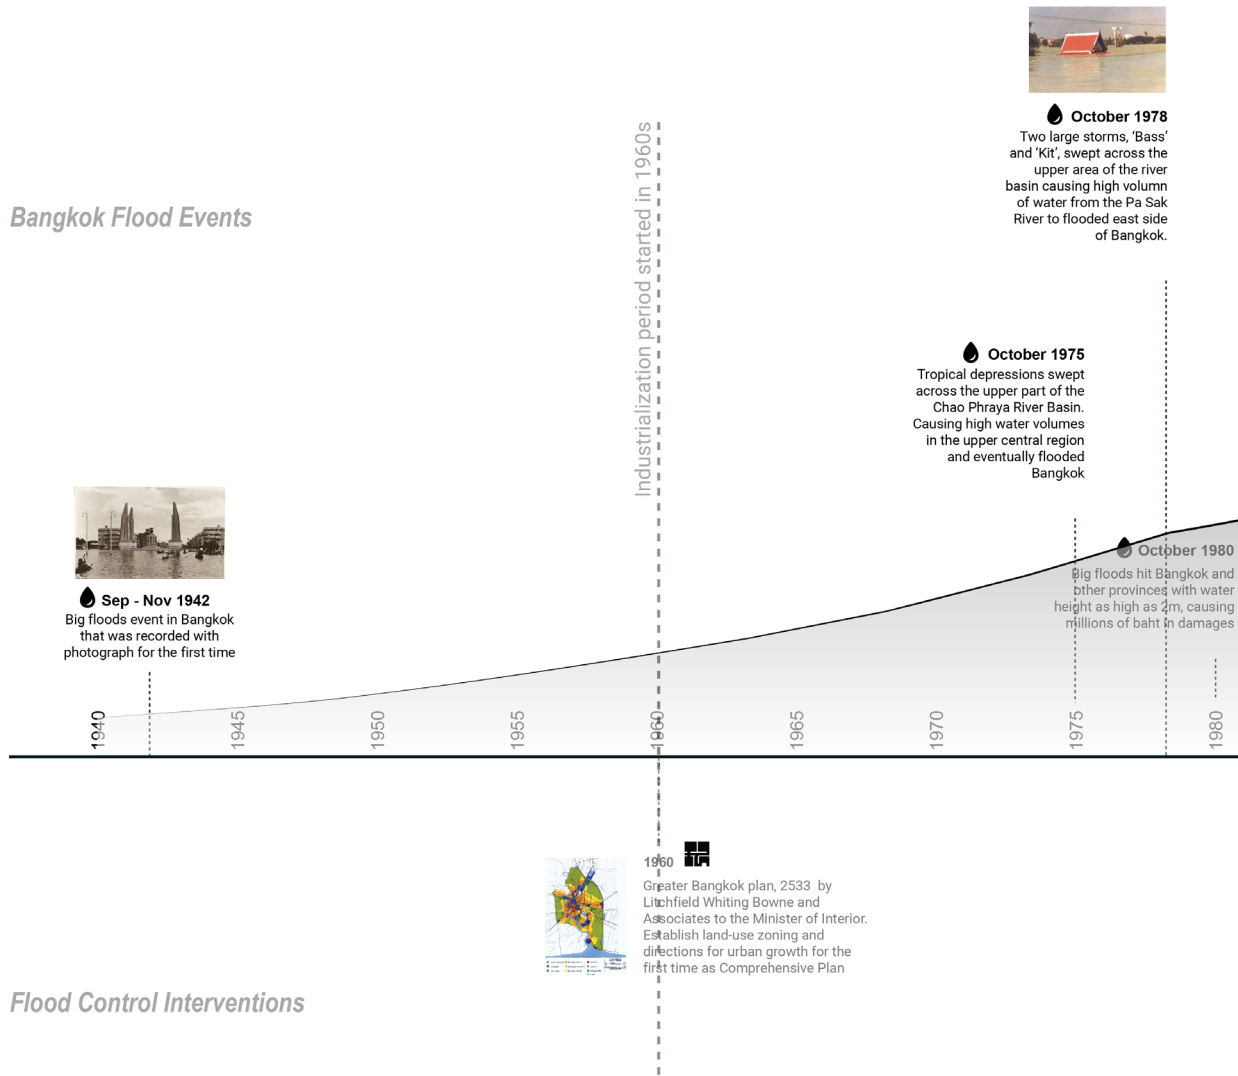 October 1978
Two large storms, ‘Bass’
and ‘Kit’, swept across the
upper area of the river
basin causing high volumn
of water from the Pa Sak
River to flooded east side
of Bangkok.
Industrialization period started in 1960s
Bangkok Flood Events
October 1975
Tropical depressions swept
across the upper part of the
Chao Phraya River Basin.
Causing high water volumes
in the upper central region
and eventually flooded
Bangkok
October 1980
Big floods hit Bangkok and
other provinces with water
height as high as 2m, causing
millions of baht in damages
Sep - Nov 1942
Big floods event in Bangkok
that was recorded with
photograph for the first time
1940
1945
1950
1955
1960
1965
1970
1975
1980
1960
Greater Bangkok plan, 2533 by
Litchfield Whiting Bowne and
Associates to the Minister of Interior.
Establish land-use zoning and
directions for urban growth for the
first time as Comprehensive Plan
Flood Control Interventions